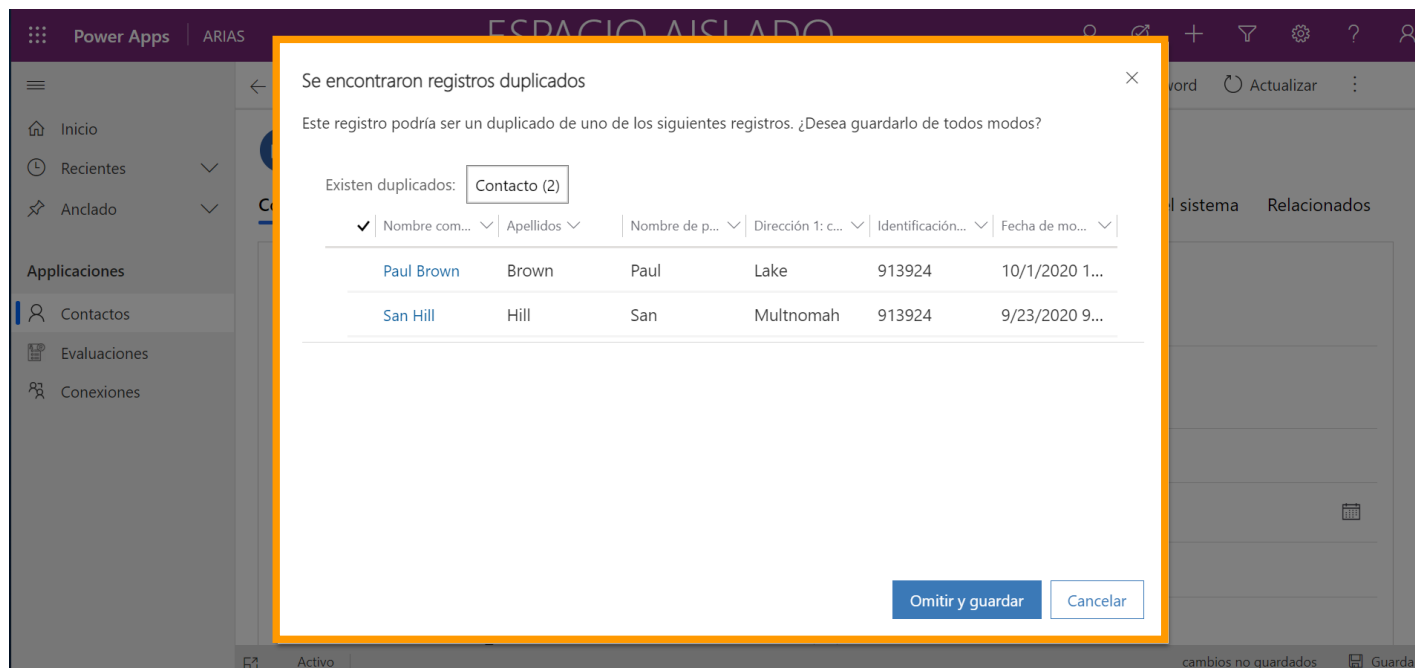 Power Apps ARIAS ESPACIO AISLADO
Actualizar
Inicio
Recientes
Anclado
Applicaciones
Contactos
Evaluaciones
Conexiones
Se encontraron registros duplicados
Este registro podría ser un duplicado de uno de los siguientes registros. ¿Desea guardarlo de todos modos?
Existen duplicados: Contacto (2)
Nombre com... Apellidos Nombre de p... Dirección 1: c... Identificación... Fecha de mo...
Paul Brown Brown Paul Lake 913924 10/1/2020 1...
San Hill Hill San Multnomah 913924 9/23/2020 9...
Omitir y guardar Cancelar
sistema Relacionados
Activo cambios no guardados Guarda